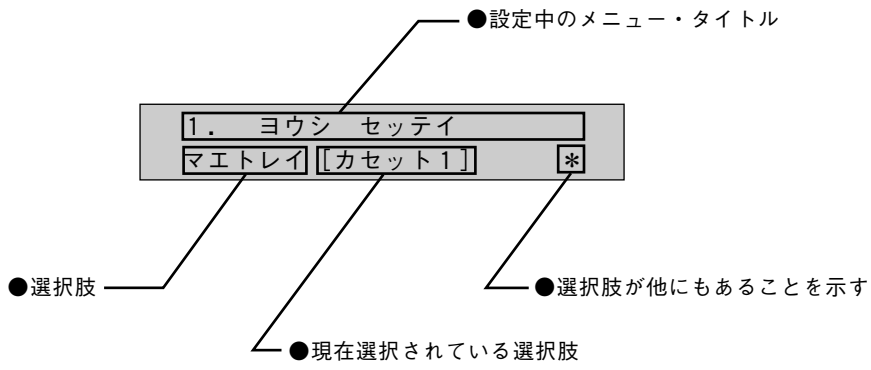 ●設定中のメニュー・タイトル
1. ヨウシ セッテイ
マエトレイ [カセット1] *
●選択肢
●選択肢が他にもあることを示す
●現在選択されている選択肢